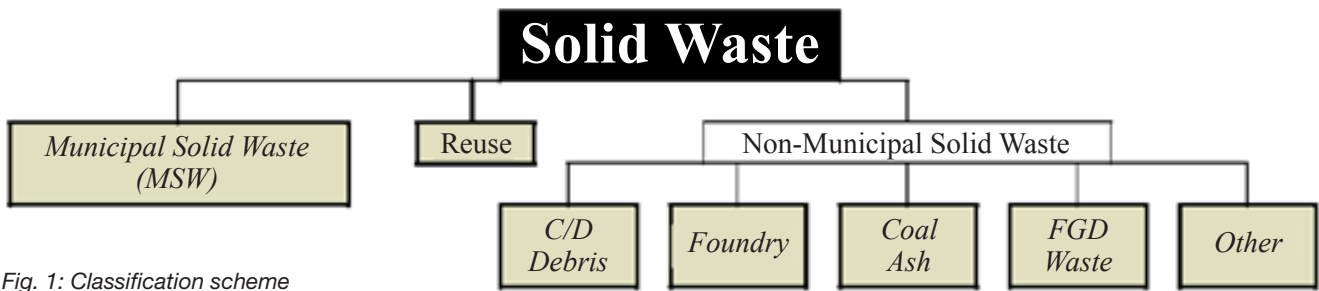 Solid Waste
Municipal Solid Waste
(MSW)
Reuse
Non-Municipal Solid Waste
C/D
Debris
Foundry
Coal
Ash
FGD
Waste
Other
Fig. 1: Classification scheme